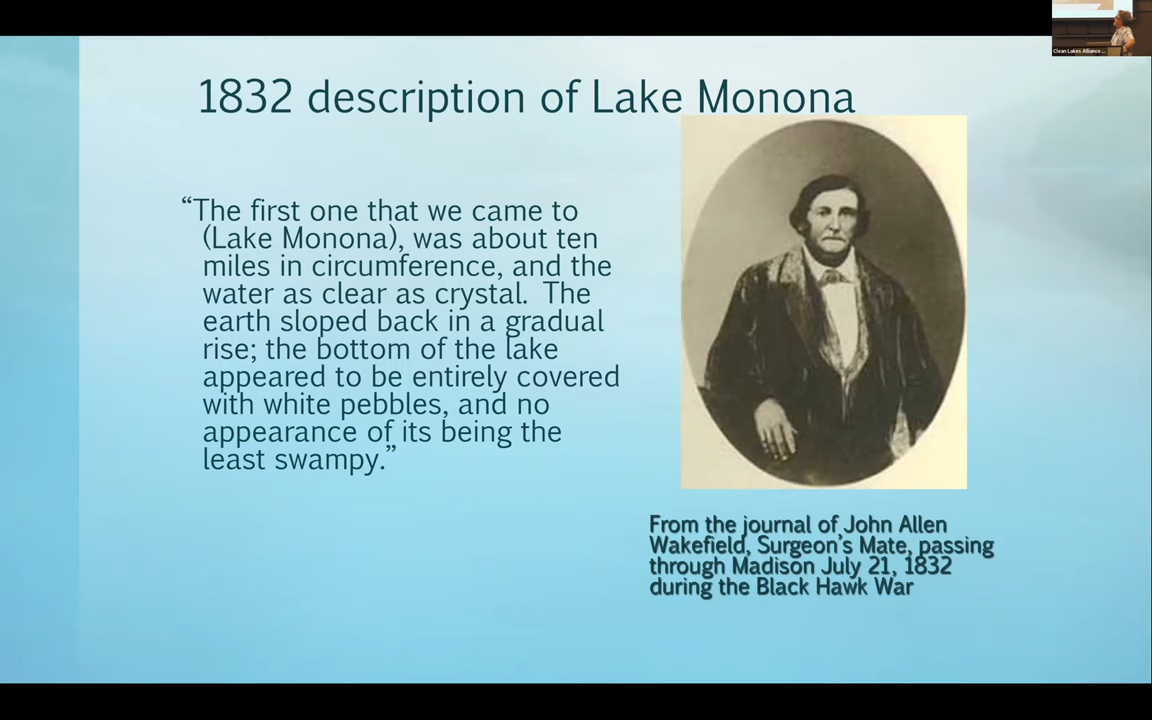 Clean Lakes Alliance ...
1832 description of Lake Monona
“The first one that we came to
(Lake Monona), was about ten
miles in circumference, and the
water as clear as crystal.  The
earth sloped back in a gradual
rise; the bottom of the lake
appeared to be entirely covered
with white pebbles, and no
appearance of its being the
least swampy.”
From the journal of John Allen
Wakefield, Surgeon’s Mate, passing
through Madison July 21, 1832
during the Black Hawk War